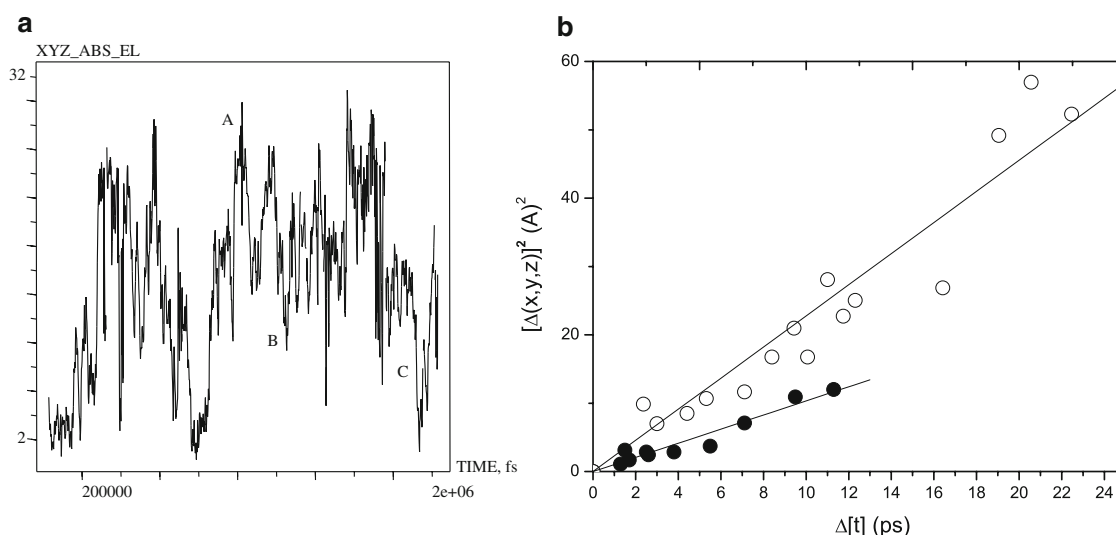 a
XYZ_ABS_EL
32
A
B
C
2
TIME, fs
200000
2e+06
b
60
40
20
0
[Δ(x,y,z)]² (A)²
0 2 4 6 8 10 12 14 16 18 20 22 24
Δ[t] (ps)